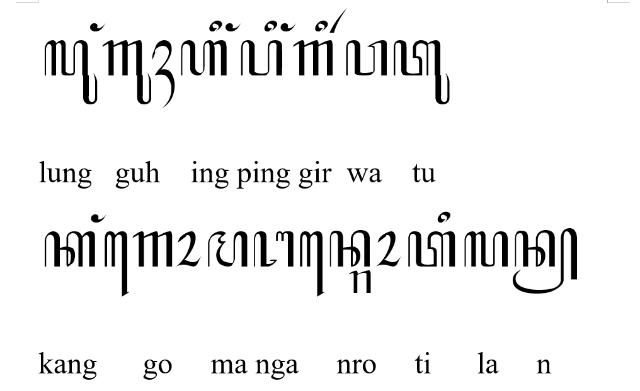 ꦭꦸꦁꦒꦸꦃꦲꦶꦁꦥꦶꦁꦒꦶꦂꦮꦠꦸ
lung guh ing ping gir wa tu
ꦏꦁꦒꦺꦴꦩꦔꦤ꧀ꦫꦺꦴꦠꦶꦭꦤ꧀
kang go ma nga nro ti la n